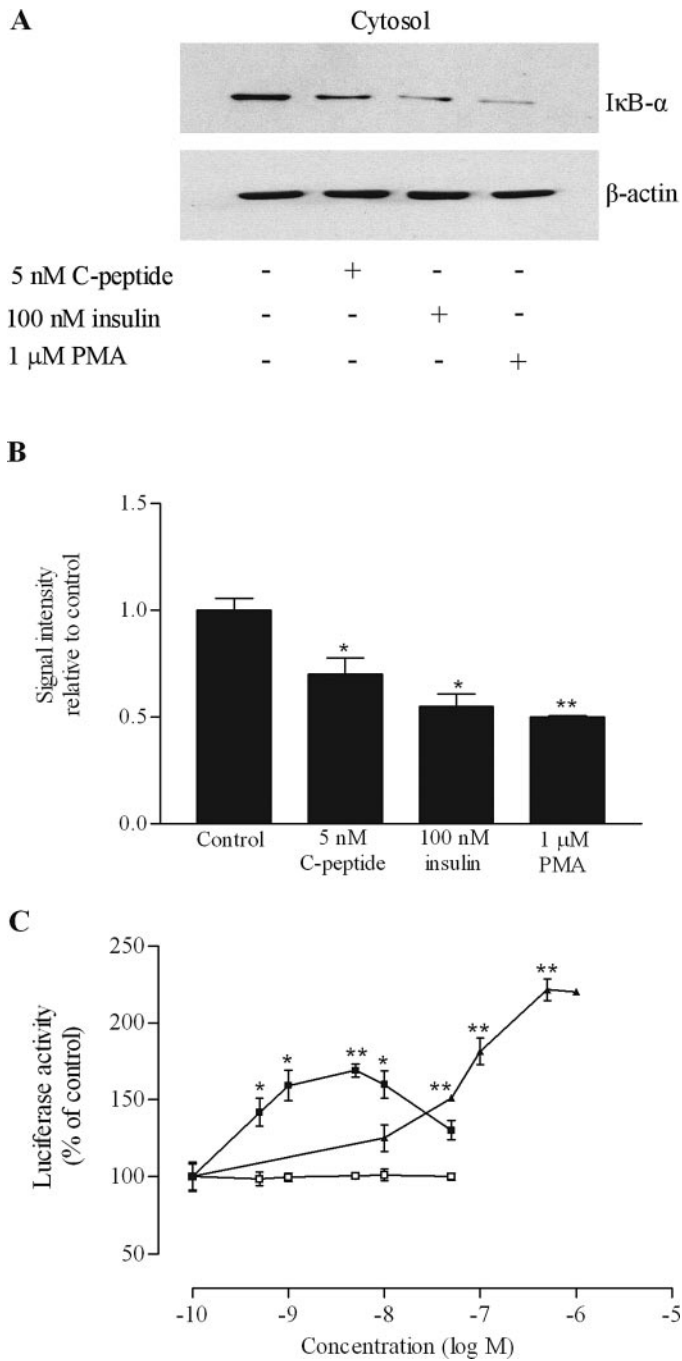 A
Cytosol
IκB-α
β-actin
5 nM C-peptide - + - -
100 nM insulin - - + -
1 μM PMA - - - +
B
Signal intensity
relative to control
1.5
1.0
0.5
0.0
* * **
Control
5 nM
C-peptide
100 nM
insulin
1 μM
PMA
C
Luciferase activity
(% of control)
250
200
150
100
50
* * ** * ** ** **
-10 -9 -8 -7 -6 -5
Concentration (log M)